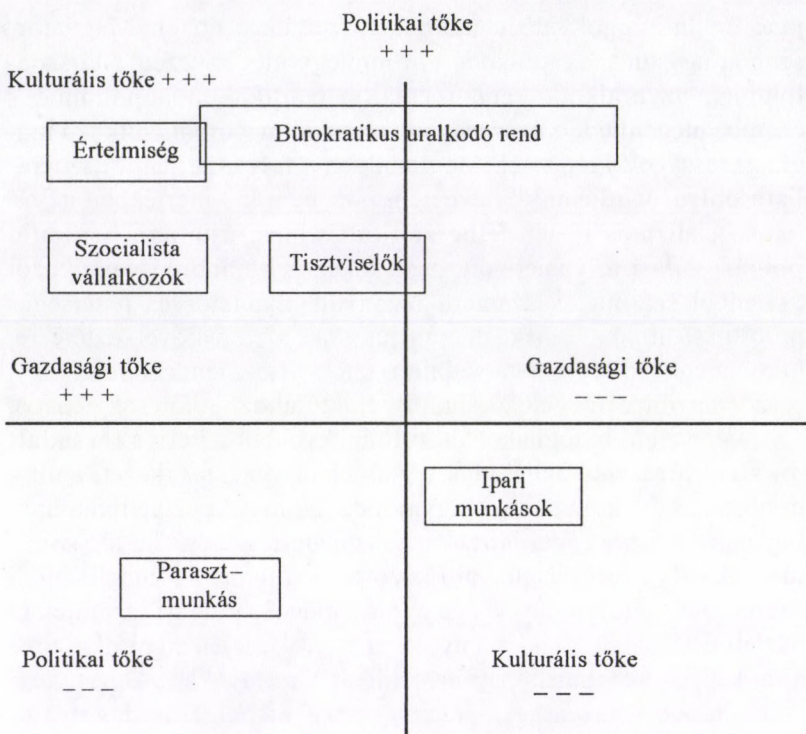 Politikai tőke
+ + +
Kulturális tőke + + +
Értelmiség
Bürokratikus uralkodó rend
Szocialista
vállalkozók
Tisztviselők
Gazdasági tőke
+ + +
Gazdasági tőke
– – –
Ipari
munkások
Paraszt–
munkás
Politikai tőke
– – –
Kulturális tőke
– – –